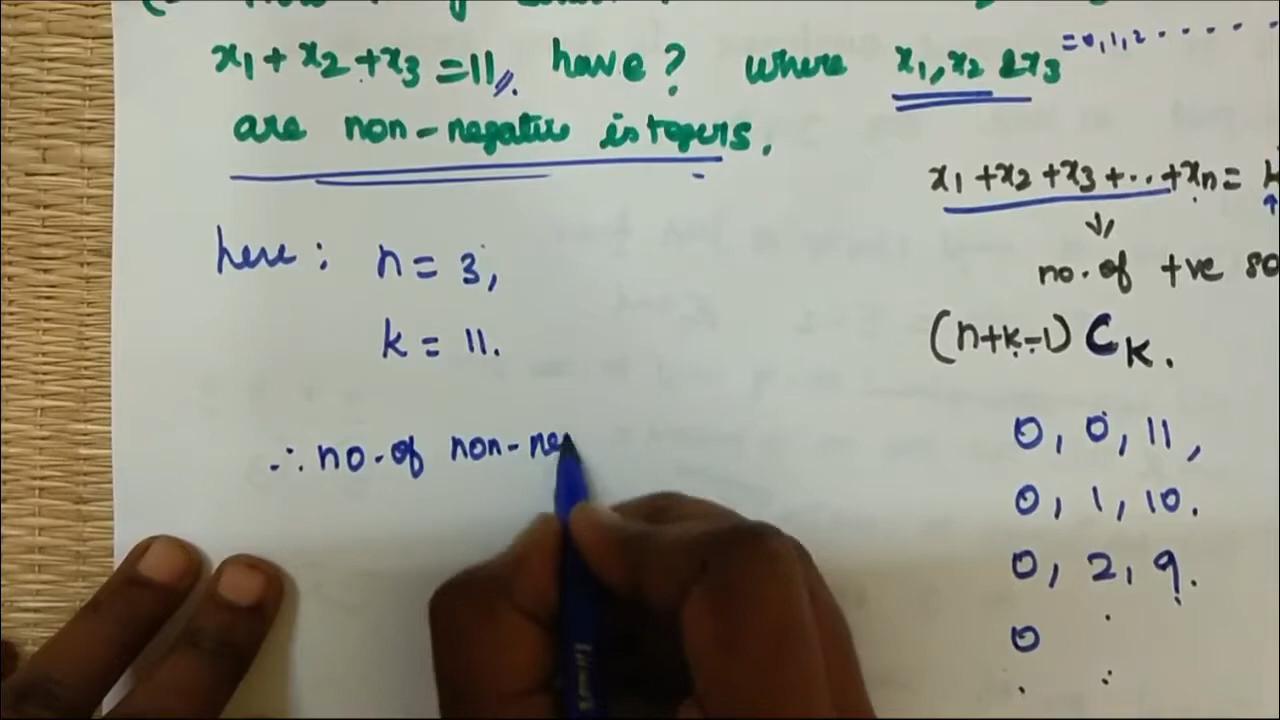 x₁ + x₂ + x₃ = 11, have? where x₁, x₂ & x₃ = 0, 1, 2 . . . . . .
are non-negative istegers.
x₁ + x₂ + x₃ + ... + xₙ =
no. of +ve so
here : n = 3,
k = 11.
(n+k-1) C K.
∴ no. of non-ne
0, 0, 11,
0, 1, 10.
0, 2, 9.
0